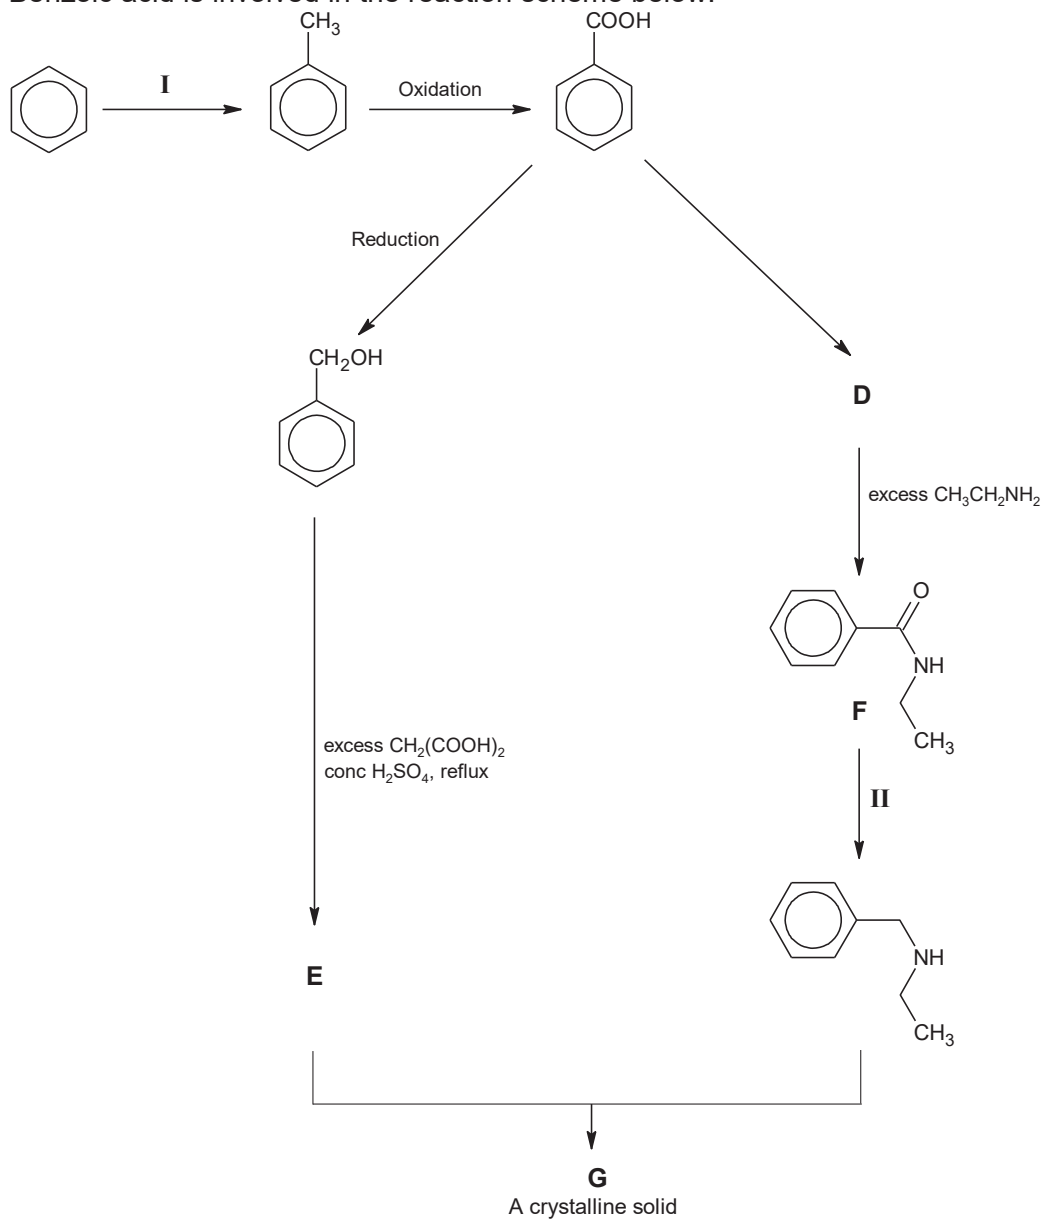 Benzoic acid is involved in the reaction scheme below.
CH3
COOH
I
Oxidation
Reduction
CH2OH
D
excess CH3CH2NH2
O
NH
F
CH3
excess CH2(COOH)2
conc H2SO4, reflux
II
NH
E
CH3
G
A crystalline solid